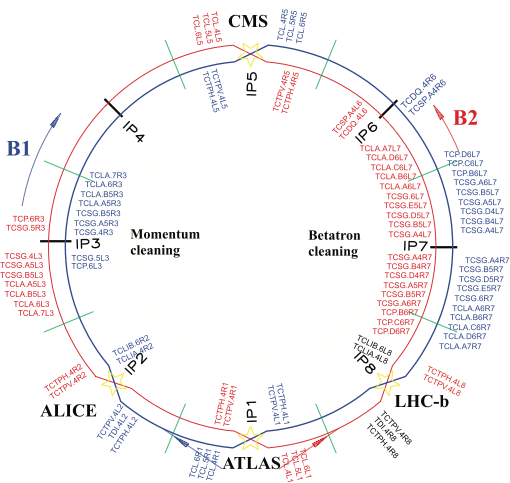 CMS
TCL.4L5
TCL.5L5
TCL.6L5
TCL.4R5
TCL.5R5
TCL.6R5
TCTPV.4L5
TCTPH.4L5
IP5
TCTPV.4R5
TCTPH.4R5
IP4
TCSP.A4L6
TCDQ.4L6
IP6
TCDQ.4R6
TCSP.A4R6
B1
B2
TCLA.7R3
TCLA.6R3
TCLA.B5R3
TCLA.A5R3
TCSG.B5R3
TCSG.A5R3
TCSG.4R3
TCP.6R3
TCSG.5R3
IP3
TCSG.5L3
TCP.6L3
TCSG.4L3
TCSG.A5L3
TCSG.B5L3
TCLA.A5L3
TCLA.B5L3
TCLA.6L3
TCLA.7L3
Momentum
cleaning
Betatron
cleaning
TCLA.A7L7
TCLA.D6L7
TCLA.C6L7
TCLA.B6L7
TCLA.A6L7
TCSG.6L7
TCSG.E5L7
TCSG.D5L7
TCSG.B5L7
TCSG.A4L7
IP7
TCSG.A4R7
TCSG.B4R7
TCSG.D4R7
TCSG.A5R7
TCSG.B5R7
TCSG.A6R7
TCP.B6R7
TCP.C6R7
TCP.D6R7
TCP.D6L7
TCP.C6L7
TCP.B6L7
TCSG.A6L7
TCSG.B5L7
TCSG.A5L7
TCSG.D4L7
TCSG.B4L7
TCSG.A4L7
TCSG.A4R7
TCSG.B5R7
TCSG.D5R7
TCSG.E5R7
TCSG.6R7
TCLA.A6R7
TCLA.B6R7
TCLA.C6R7
TCLA.D6R7
TCLA.A7R7
TCLIB.6R2
TCLIA.4R2
IP2
TCTPH.4R2
TCTPV.4R2
ALICE
TCTPV.4L2
TDI.4L2
TCTPH.4L2
TCLIB.6L8
TCLIA.4L8
IP8
TCTPH.4L8
TCTPV.4L8
LHC-b
TCTPV.4R8
TDI.4R8
TCTPH.4R8
TCTPH.4R1
TCTPV.4R1
IP1
TCTPH.4L1
TCTPV.4L1
TCL.6R1
TCL.5R1
TCL.4R1
ATLAS
TCL.6L1
TCL.5L1
TCL.4L1